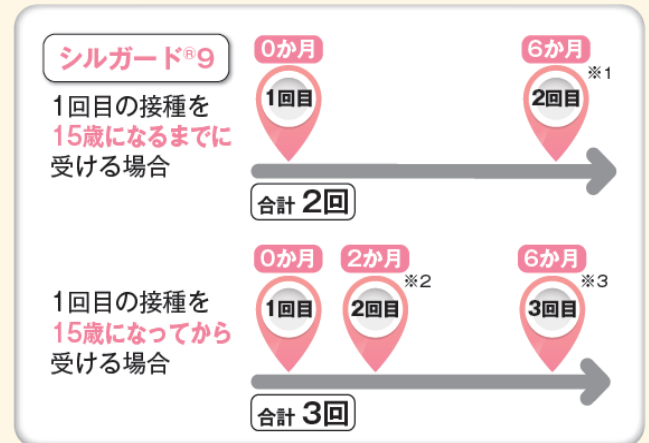 シルガード®9
1回目の接種を
15歳になるまでに
受ける場合
0か月
6か月
1回目
2回目
※1
合計 2回
1回目の接種を
15歳になってから
受ける場合
0か月
2か月
6か月
1回目
2回目
※2
3回目
※3
合計 3回